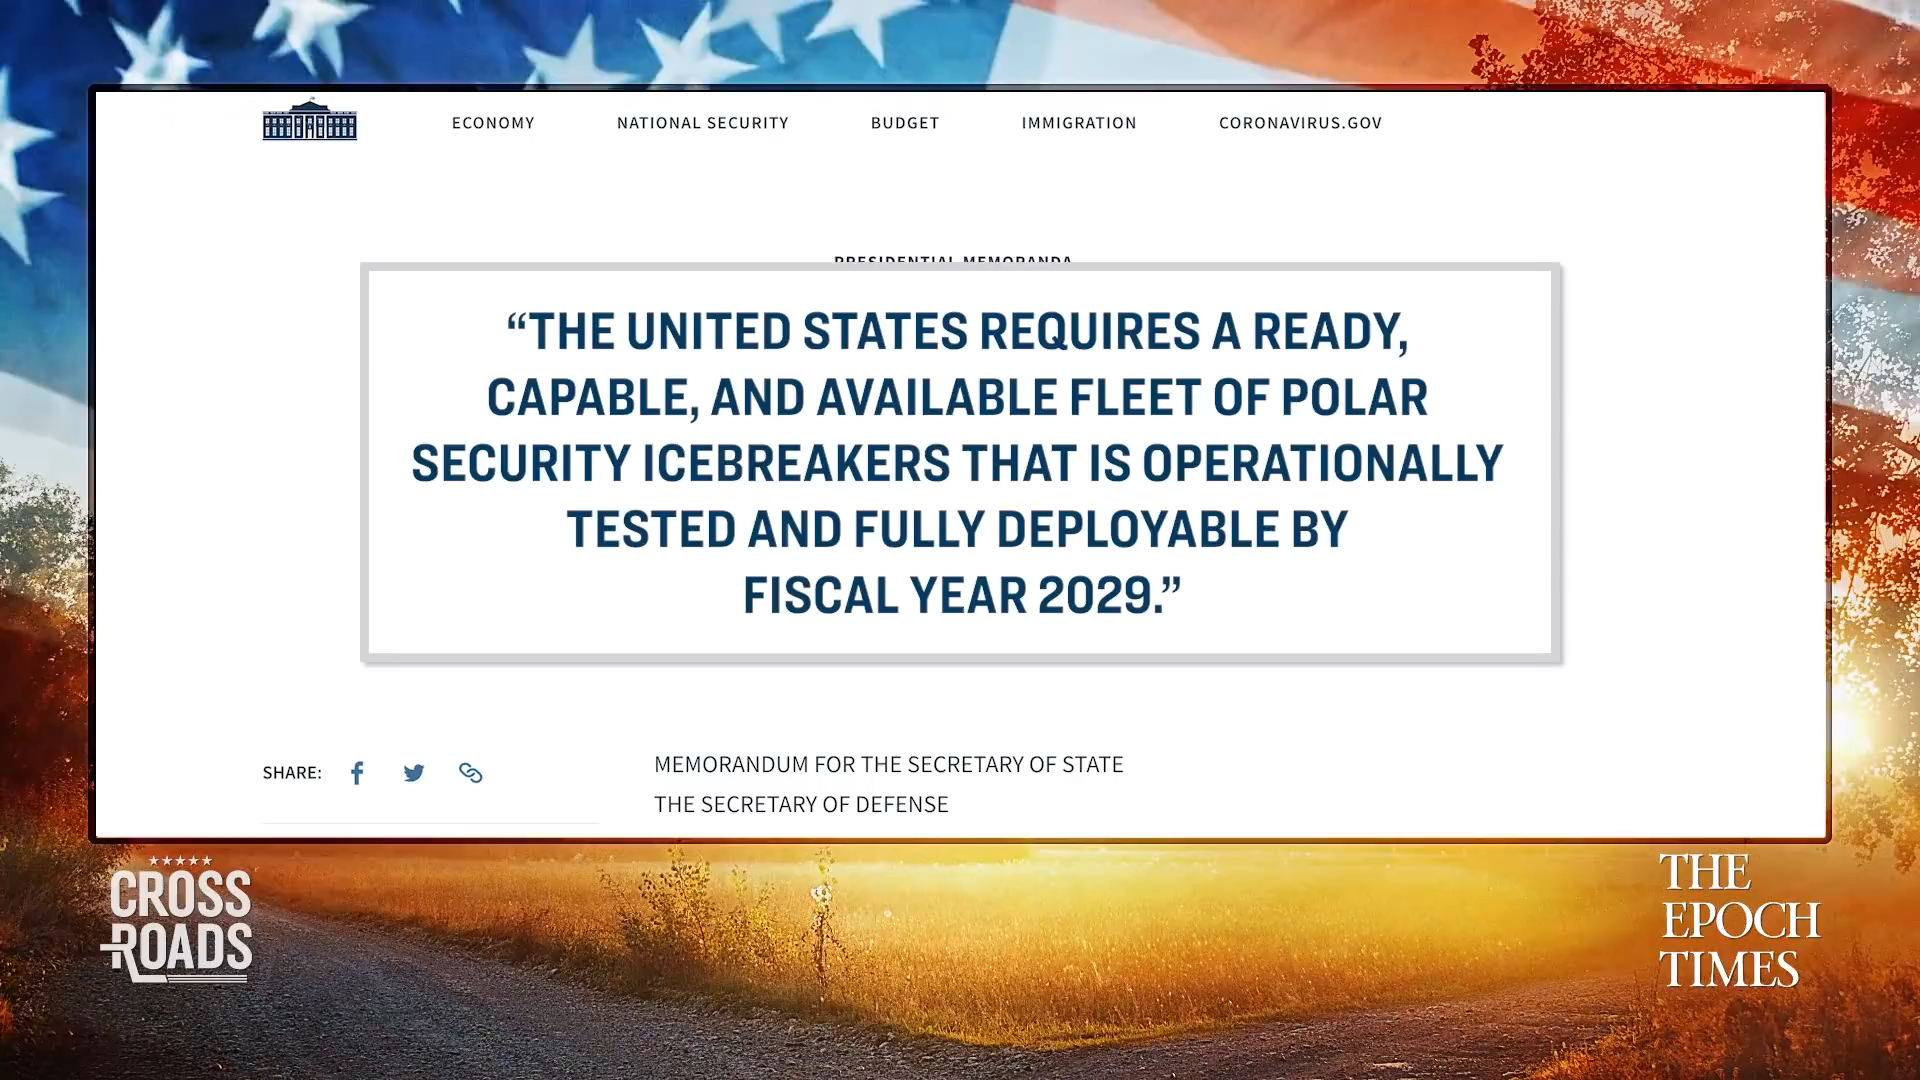 ECONOMY NATIONAL SECURITY BUDGET IMMIGRATION CORONAVIRUS.GOV
PRESIDENTIAL MEMORANDA
“THE UNITED STATES REQUIRES A READY,
CAPABLE, AND AVAILABLE FLEET OF POLAR
SECURITY ICEBREAKERS THAT IS OPERATIONALLY
TESTED AND FULLY DEPLOYABLE BY
FISCAL YEAR 2029.”
SHARE:
MEMORANDUM FOR THE SECRETARY OF STATE
THE SECRETARY OF DEFENSE
CROSS
ROADS
THE
EPOCH
TIMES